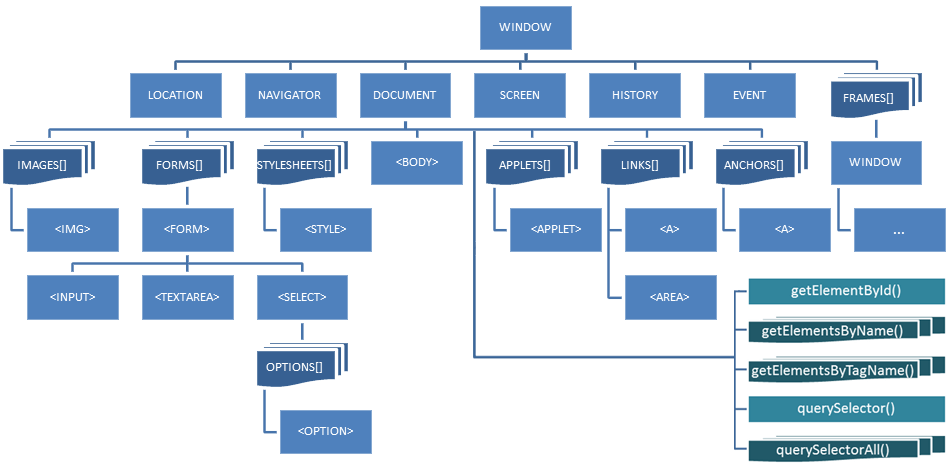 WINDOW
LOCATION
NAVIGATOR
DOCUMENT
SCREEN
HISTORY
EVENT
FRAMES[]
IMAGES[]
FORMS[]
STYLESHEETS[]
<BODY>
APPLETS[]
LINKS[]
ANCHORS[]
WINDOW
<IMG>
<FORM>
<STYLE>
<APPLET>
<A>
<A>
...
<INPUT>
<TEXTAREA>
<SELECT>
<AREA>
getElementById()
getElementsByName()
OPTIONS[]
getElementsByTagName()
querySelector()
<OPTION>
querySelectorAll()